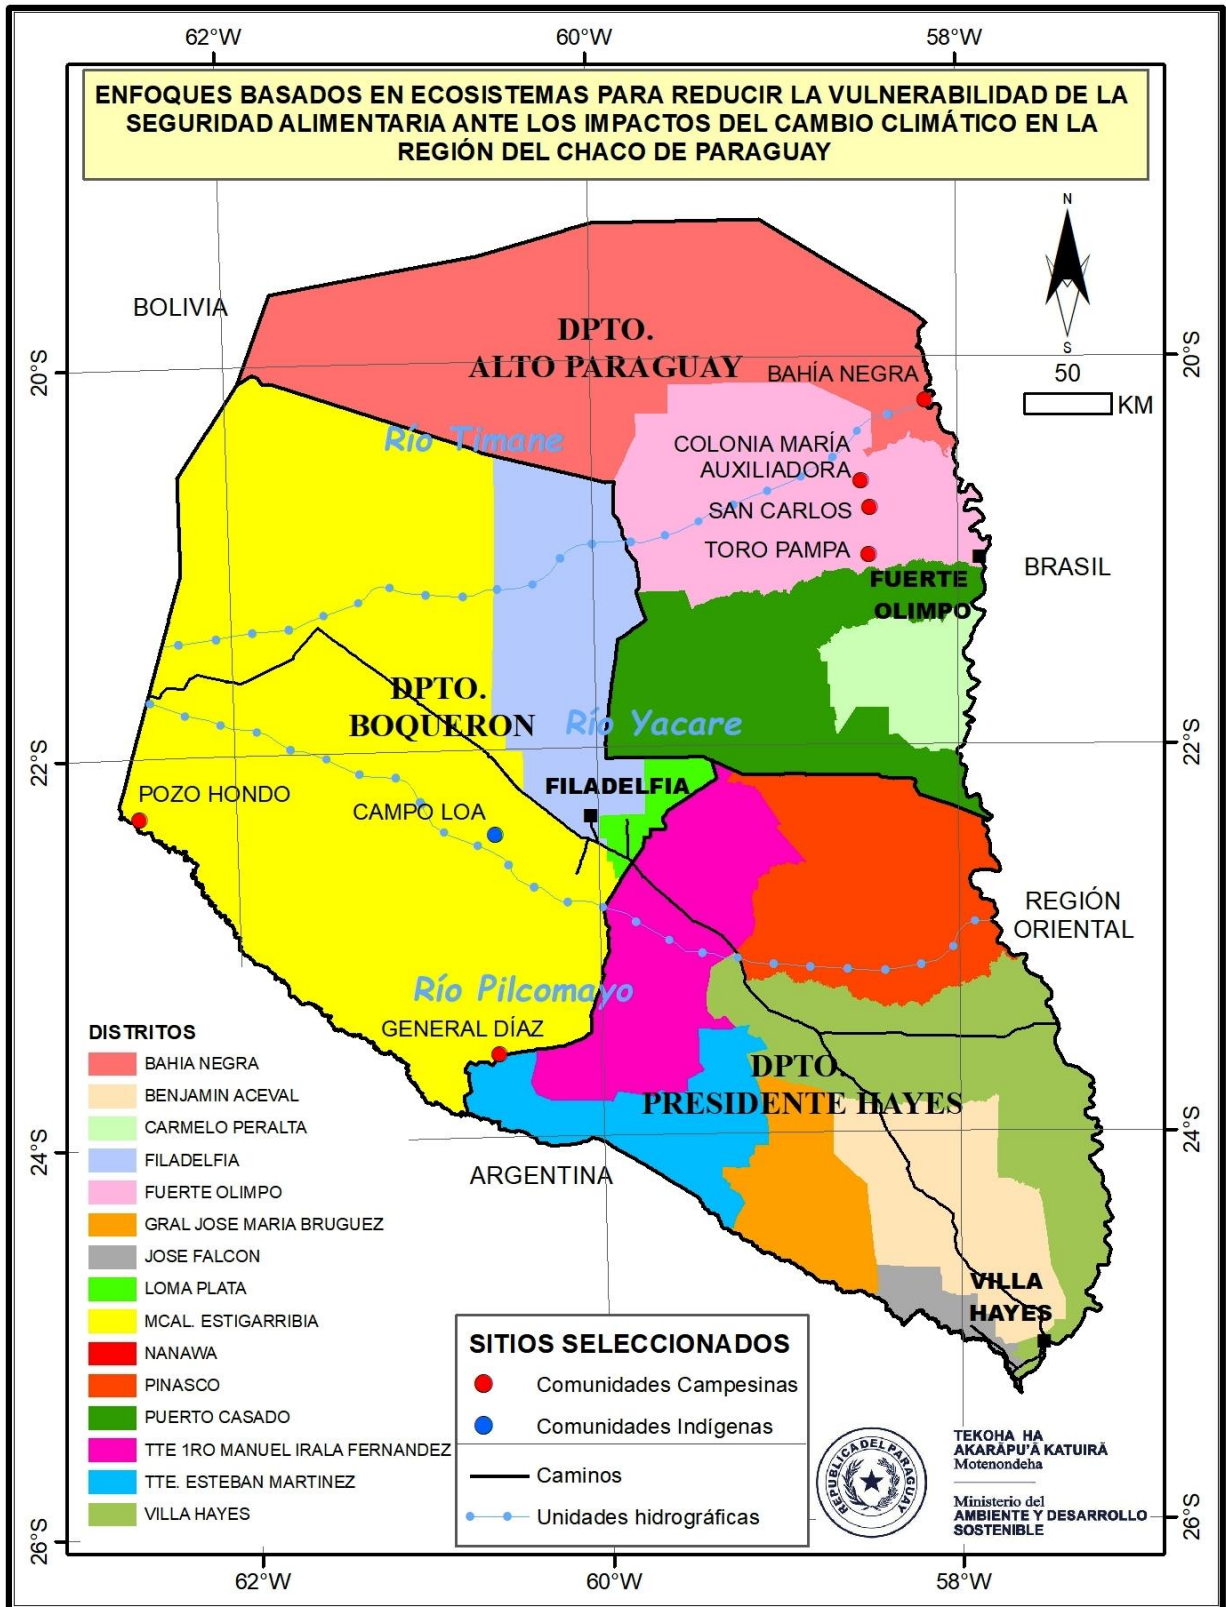 62°W
60°W
58°W
ENFOQUES BASADOS EN ECOSISTEMAS PARA REDUCIR LA VULNERABILIDAD DE LA
SEGURIDAD ALIMENTARIA ANTE LOS IMPACTOS DEL CAMBIO CLIMÁTICO EN LA
REGIÓN DEL CHACO DE PARAGUAY
N
S
50
KM
BOLIVIA
DPTO.
ALTO PARAGUAY
20°S
20°S
BAHÍA NEGRA
Río Timane
COLONIA MARÍA
AUXILIADORA
SAN CARLOS
TORO PAMPA
FUERTE
OLIMPO
BRASIL
DPTO.
BOQUERON
Río Yacare
22°S
22°S
POZO HONDO
CAMPO LOA
FILADELFIA
REGIÓN
ORIENTAL
Río Pilcomayo
GENERAL DÍAZ
DPTO.
PRESIDENTE HAYES
24°S
24°S
ARGENTINA
VILLA
HAYES
DISTRITOS
BAHIA NEGRA
BENJAMIN ACEVAL
CARMELO PERALTA
FILADELFIA
FUERTE OLIMPO
GRAL JOSE MARIA BRUGUEZ
JOSE FALCON
LOMA PLATA
MCAL. ESTIGARRIBIA
NANAWA
PINASCO
PUERTO CASADO
TTE 1RO MANUEL IRALA FERNANDEZ
TTE. ESTEBAN MARTINEZ
VILLA HAYES
SITIOS SELECCIONADOS
Comunidades Campesinas
Comunidades Indígenas
Caminos
Unidades hidrográficas
REPUBLICA DEL PARAGUAY
TEKOHA HA
AKARÃPU'Ã KATUIRÃ
Motenondeha
Ministerio del
AMBIENTE Y DESARROLLO
SOSTENIBLE
26°S
26°S
62°W
60°W
58°W